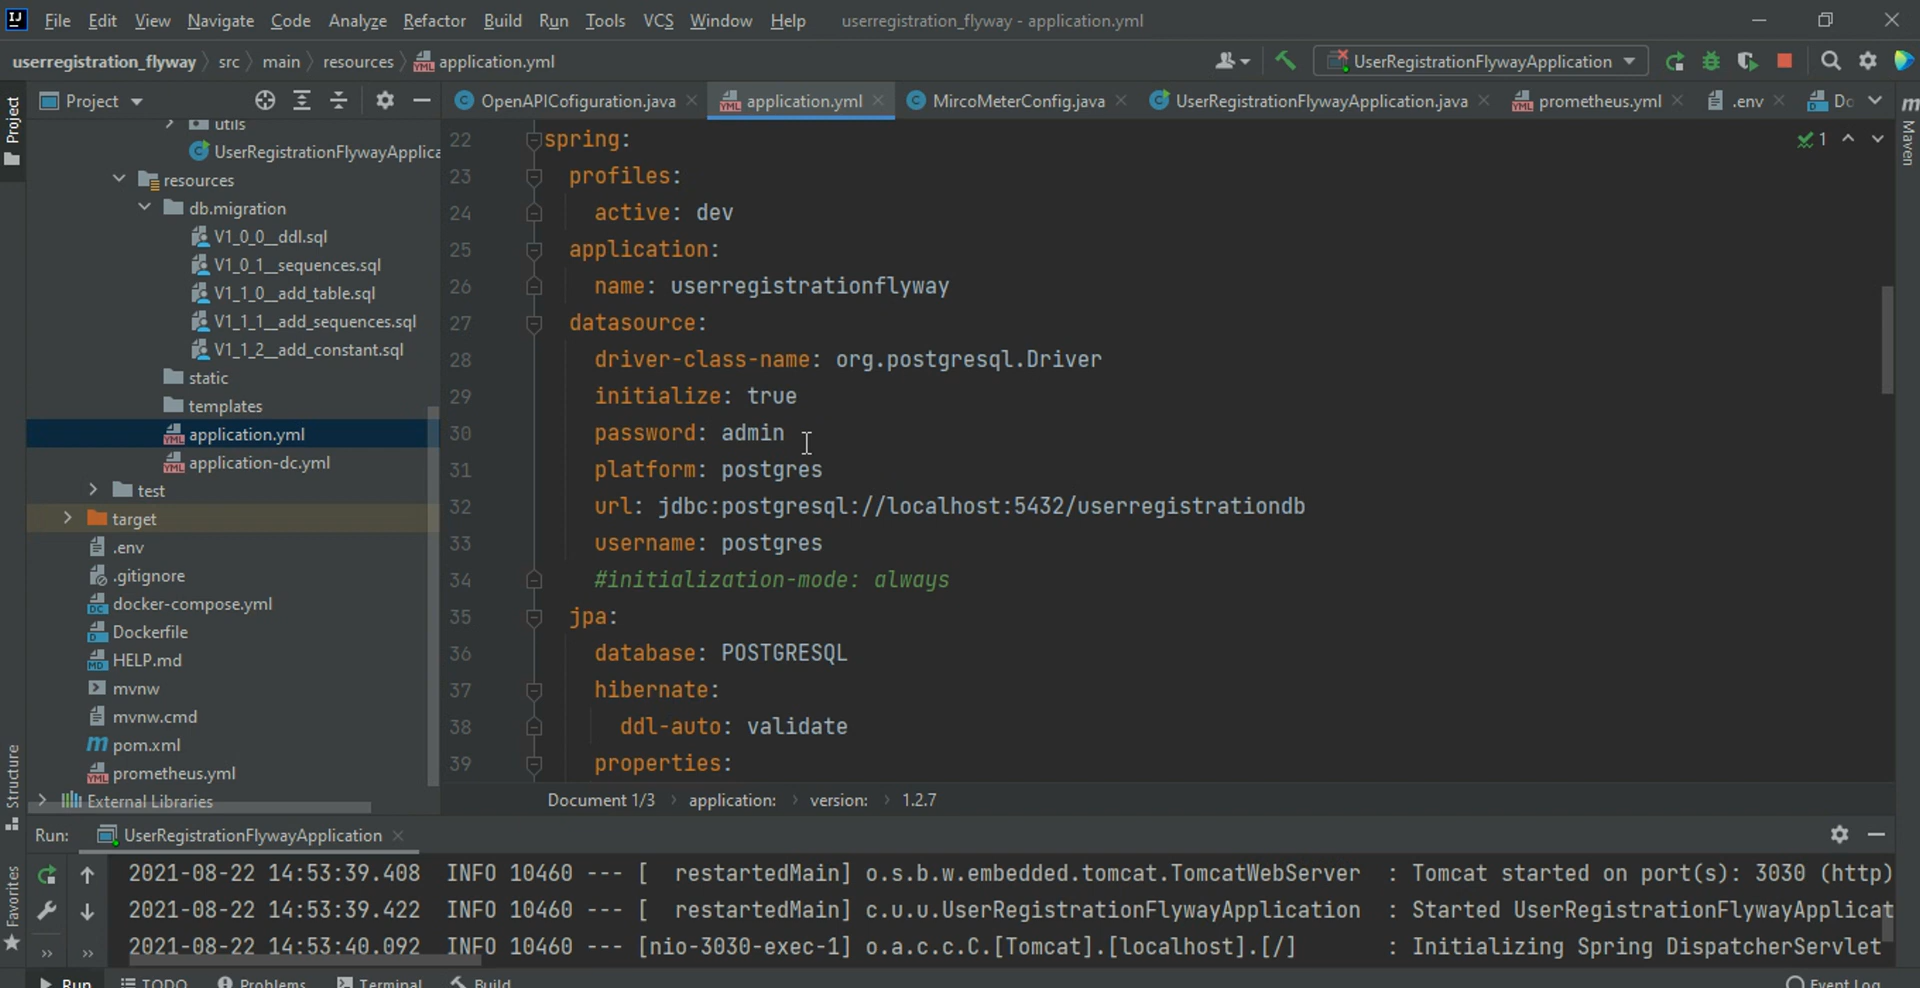 File Edit View Navigate Code Analyze Refactor Build Run Tools VCS Window Help userregistration_flyway - application.yml
userregistration_flyway src main resources application.yml UserRegistrationFlywayApplication
Project OpenAPICofiguration.java application.yml MircoMeterConfig.java UserRegistrationFlywayApplication.java prometheus.yml .env Do
Project
Structure
Favorites
Maven
utils
UserRegistrationFlywayApplica
resources
db.migration
V1_0_0__ddl.sql
V1_0_1__sequences.sql
V1_1_0__add_table.sql
V1_1_1__add_sequences.sql
V1_1_2__add_constant.sql
static
templates
application.yml
application-dc.yml
test
target
.env
.gitignore
docker-compose.yml
Dockerfile
HELP.md
mvnw
mvnw.cmd
pom.xml
prometheus.yml
External Libraries
22 spring:
23 profiles:
24 active: dev
25 application:
26 name: userregistrationflyway
27 datasource:
28 driver-class-name: org.postgresql.Driver
29 initialize: true
30 password: admin
31 platform: postgres
32 url: jdbc:postgresql://localhost:5432/userregistrationdb
33 username: postgres
34 #initialization-mode: always
35 jpa:
36 database: POSTGRESQL
37 hibernate:
38 ddl-auto: validate
39 properties:
1
Document 1/3 application: version: 1.2.7
Run: UserRegistrationFlywayApplication
2021-08-22 14:53:39.408 INFO 10460 --- [ restartedMain] o.s.b.w.embedded.tomcat.TomcatWebServer : Tomcat started on port(s): 3030 (http)
2021-08-22 14:53:39.422 INFO 10460 --- [ restartedMain] c.u.u.UserRegistrationFlywayApplication : Started UserRegistrationFlywayApplicat
2021-08-22 14:53:40.092 INFO 10460 --- [nio-3030-exec-1] o.a.c.c.C.[Tomcat].[localhost].[/] : Initializing Spring DispatcherServlet
Run TODO Problems Terminal Build Event Log